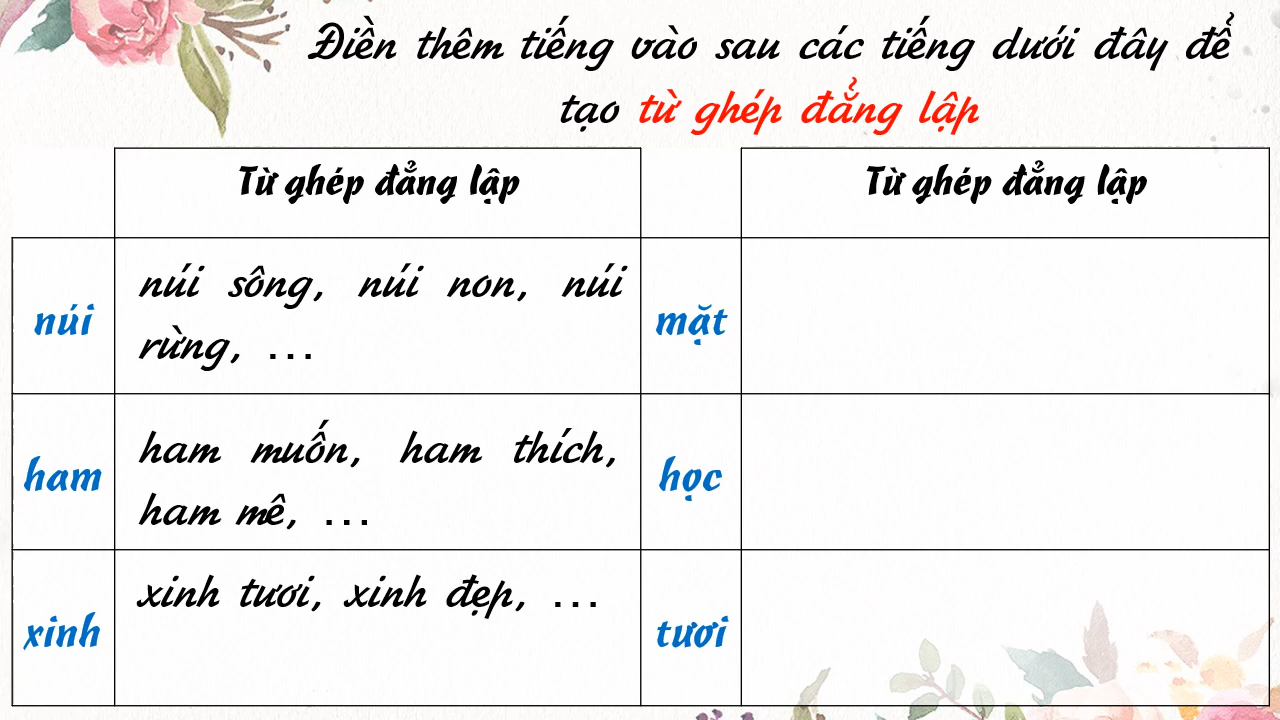 Điền thêm tiếng vào sau các tiếng dưới đây để
tạo từ ghép đẳng lập
Từ ghép đẳng lập
Từ ghép đẳng lập
núi
núi sông, núi non, núi
rừng, ...
mặt
ham
ham muốn, ham thích,
ham mê, ...
học
xinh
xinh tươi, xinh đẹp, ...
tươi